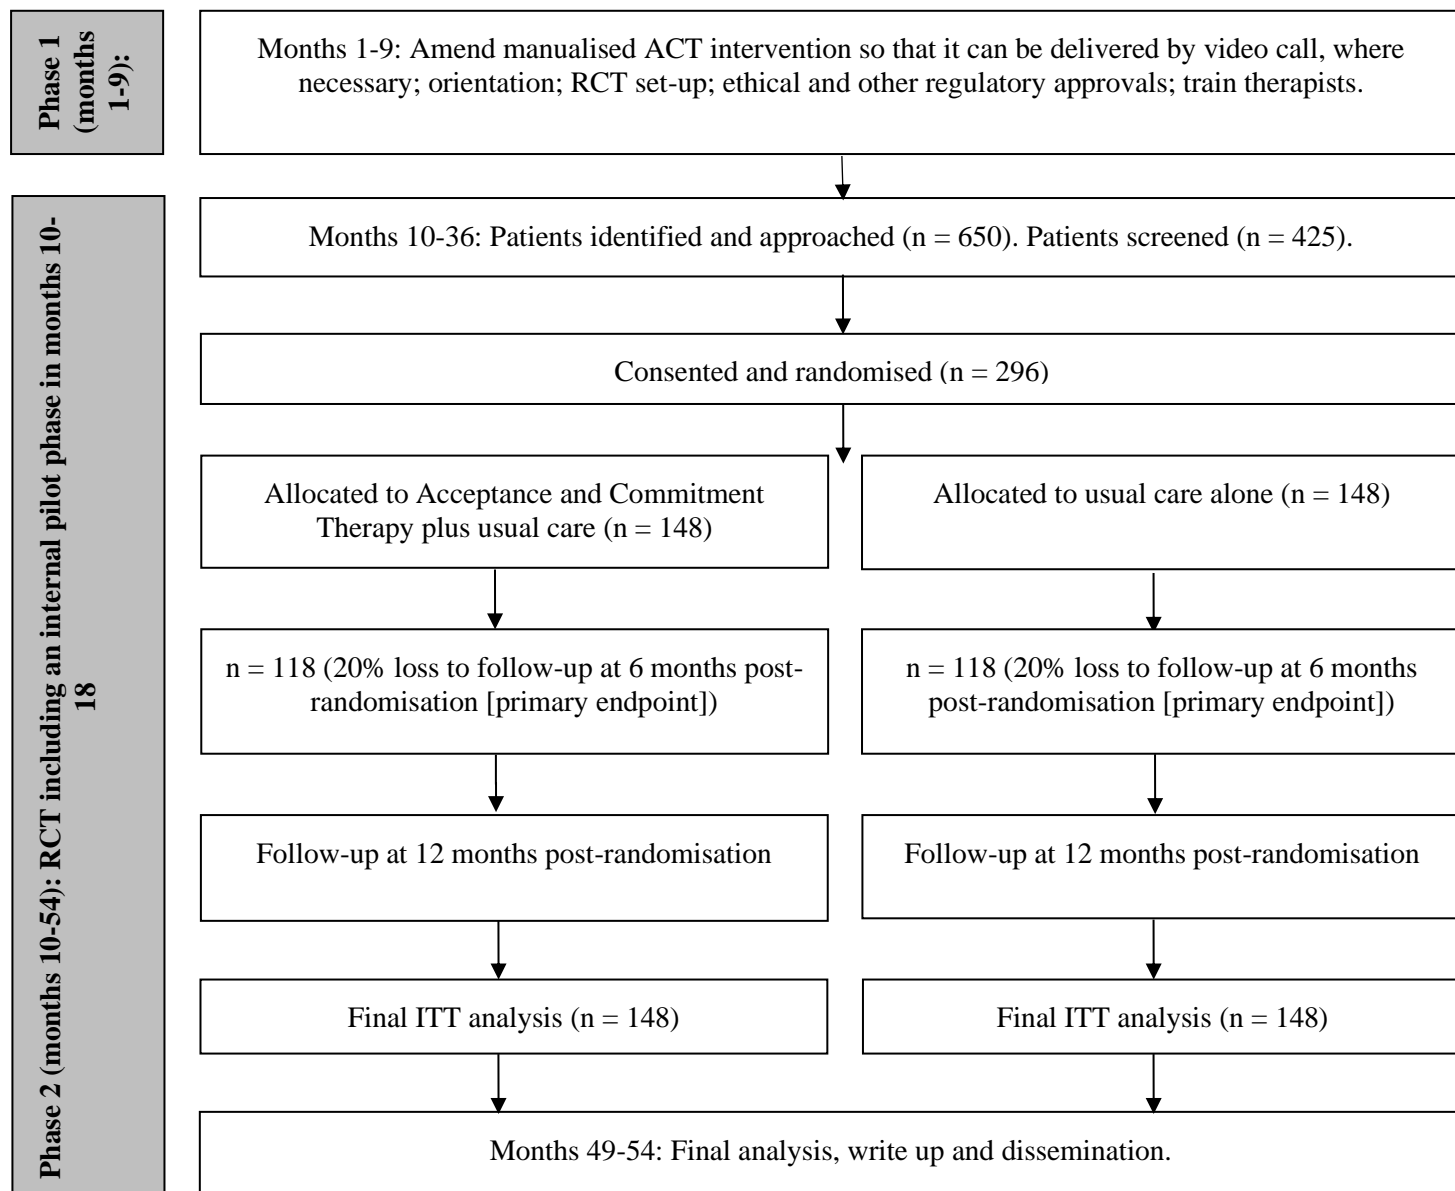 Phase 1
(months
1-9):
Months 1-9: Amend manualised ACT intervention so that it can be delivered by video call, where
necessary; orientation; RCT set-up; ethical and other regulatory approvals; train therapists.
Phase 2 (months 10-54): RCT including an internal pilot phase in months 10-
18
Months 10-36: Patients identified and approached (n = 650). Patients screened (n = 425).
Consented and randomised (n = 296)
Allocated to Acceptance and Commitment
Therapy plus usual care (n = 148)
Allocated to usual care alone (n = 148)
n = 118 (20% loss to follow-up at 6 months post-
randomisation [primary endpoint])
n = 118 (20% loss to follow-up at 6 months
post-randomisation [primary endpoint])
Follow-up at 12 months post-randomisation
Follow-up at 12 months post-randomisation
Final ITT analysis (n = 148)
Final ITT analysis (n = 148)
Months 49-54: Final analysis, write up and dissemination.